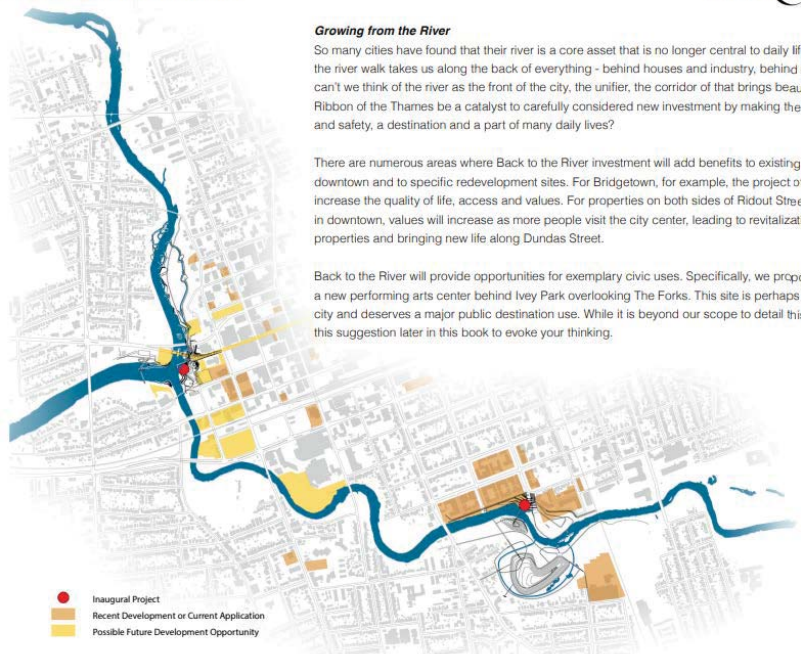 Growing from the River
So many cities have found that their river is a core asset that is no longer central to daily
the river walk takes us along the back of everything - behind houses and industry, behind
can't we think of the river as the front of the city, the unifier, the corridor of that brings
Ribbon of the Thames be a catalyst to carefully considered new investment by making the
and safety, a destination and a part of many daily lives?
There are numerous areas where Back to the River investment will add benefits to existing
downtown and to specific redevelopment sites. For Bridgetown, for example, the project
increase the quality of life, access and values. For properties on both sides of Ridout
in downtown, values will increase as more people visit the city center, leading to
properties and bringing new life along Dundas Street.
Back to the River will provide opportunities for exemplary civic uses. Specifically, we
a new performing arts center behind Ivey Park overlooking The Forks. This site is perhaps
city and deserves a major public destination use. While it is beyond our scope to detail
this suggestion later in this book to evoke your thinking.
Inaugural Project
Recent Development or Current Application
Possible Future Development Opportunity